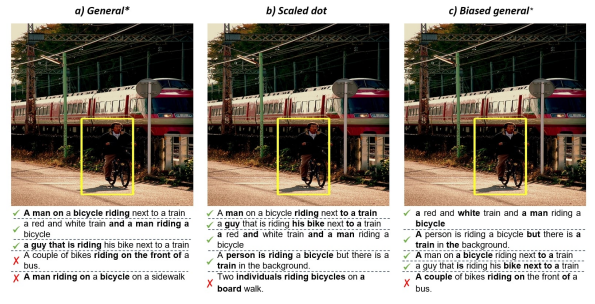 a) General*
b) Scaled dot
c) Biased general*
✓ A man on a bicycle riding next to a train
✓ a red and white train and a man riding a
bicycle
✓ a guy that is riding his bike next to a train
✗ A couple of bikes riding on the front of a
bus.
✗ A man riding on a bicycle on a sidewalk
✓ A man on a bicycle riding next to a train
✓ a guy that is riding his bike next to a train
✓ a red and white train and a man riding a
bicycle
✓ A person is riding a bicycle but there is a
train in the background.
✗ Two individuals riding bicycles on a
board walk.
✓ a red and white train and a man riding a
bicycle
✓ A person is riding a bicycle but there is a
train in the background.
✓ A man on a bicycle riding next to a train
✓ a guy that is riding his bike next to a train
✗ A couple of bikes riding on the front of a
bus.